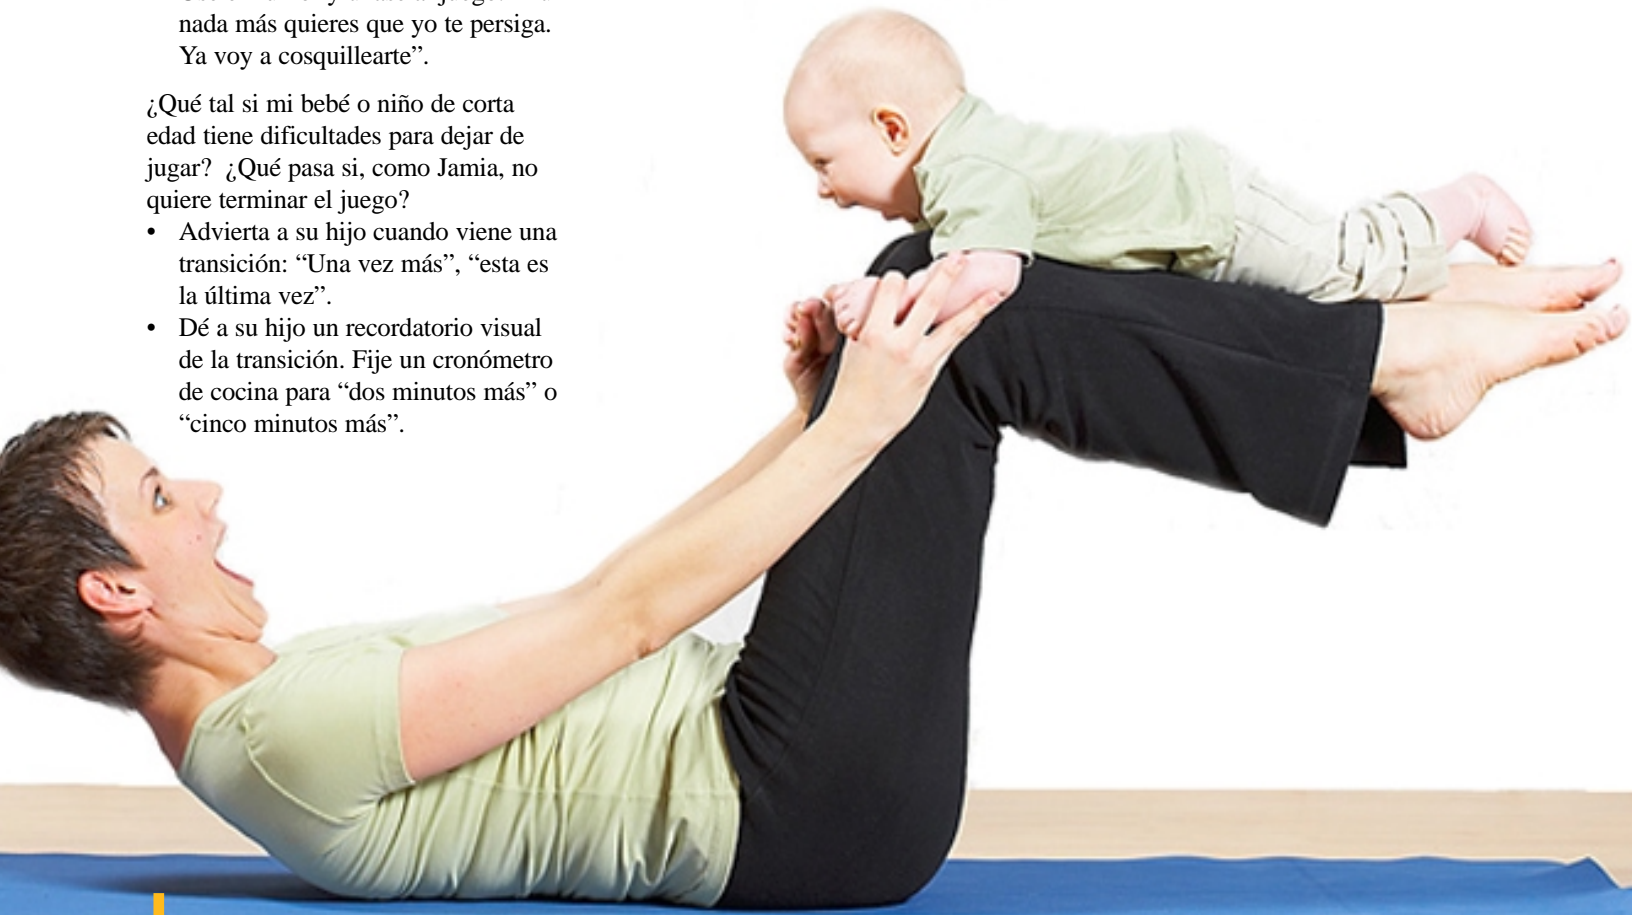 nada más quieres que yo te persiga.
Ya voy a cosquillearte”.
¿Qué tal si mi bebé o niño de corta
edad tiene dificultades para dejar de
jugar?  ¿Qué pasa si, como Jamia, no
quiere terminar el juego?
• Advierta a su hijo cuando viene una
transición: “Una vez más”, “esta es
la última vez”.
• Dé a su hijo un recordatorio visual
de la transición. Fije un cronómetro
de cocina para “dos minutos más” o
“cinco minutos más”.